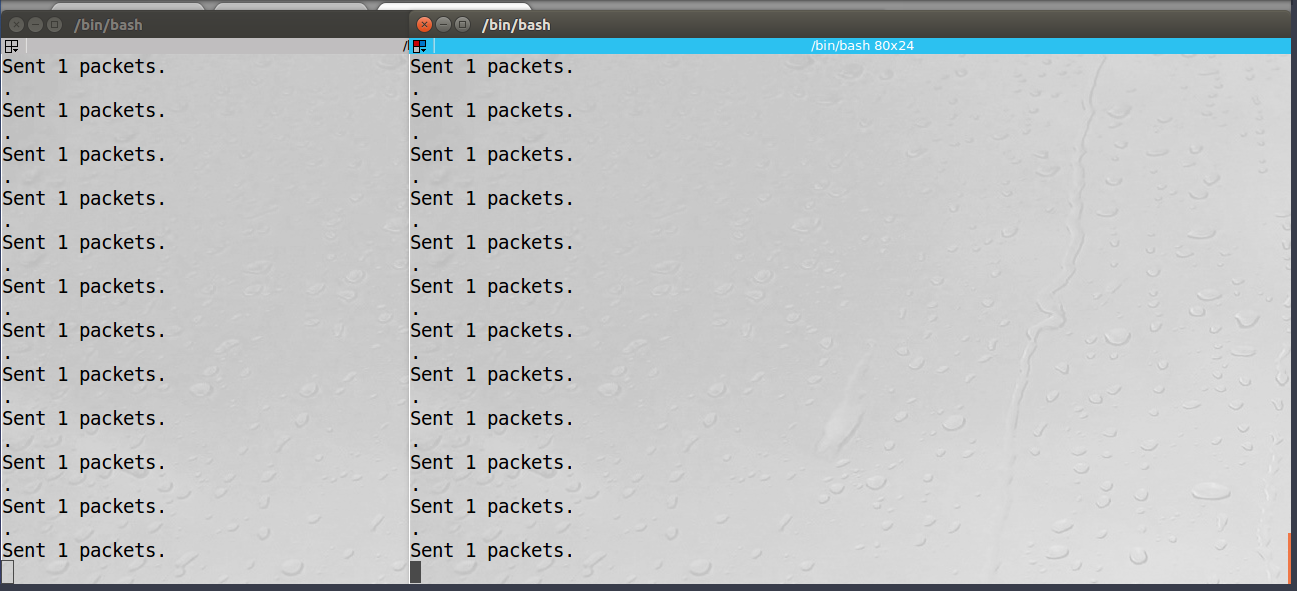 /bin/bash
Sent 1 packets.
.
Sent 1 packets.
.
Sent 1 packets.
.
Sent 1 packets.
.
Sent 1 packets.
.
Sent 1 packets.
.
Sent 1 packets.
.
Sent 1 packets.
.
Sent 1 packets.
.
Sent 1 packets.
.
Sent 1 packets.
.
Sent 1 packets.
/bin/bash
/bin/bash 80x24
Sent 1 packets.
.
Sent 1 packets.
.
Sent 1 packets.
.
Sent 1 packets.
.
Sent 1 packets.
.
Sent 1 packets.
.
Sent 1 packets.
.
Sent 1 packets.
.
Sent 1 packets.
.
Sent 1 packets.
.
Sent 1 packets.
.
Sent 1 packets.